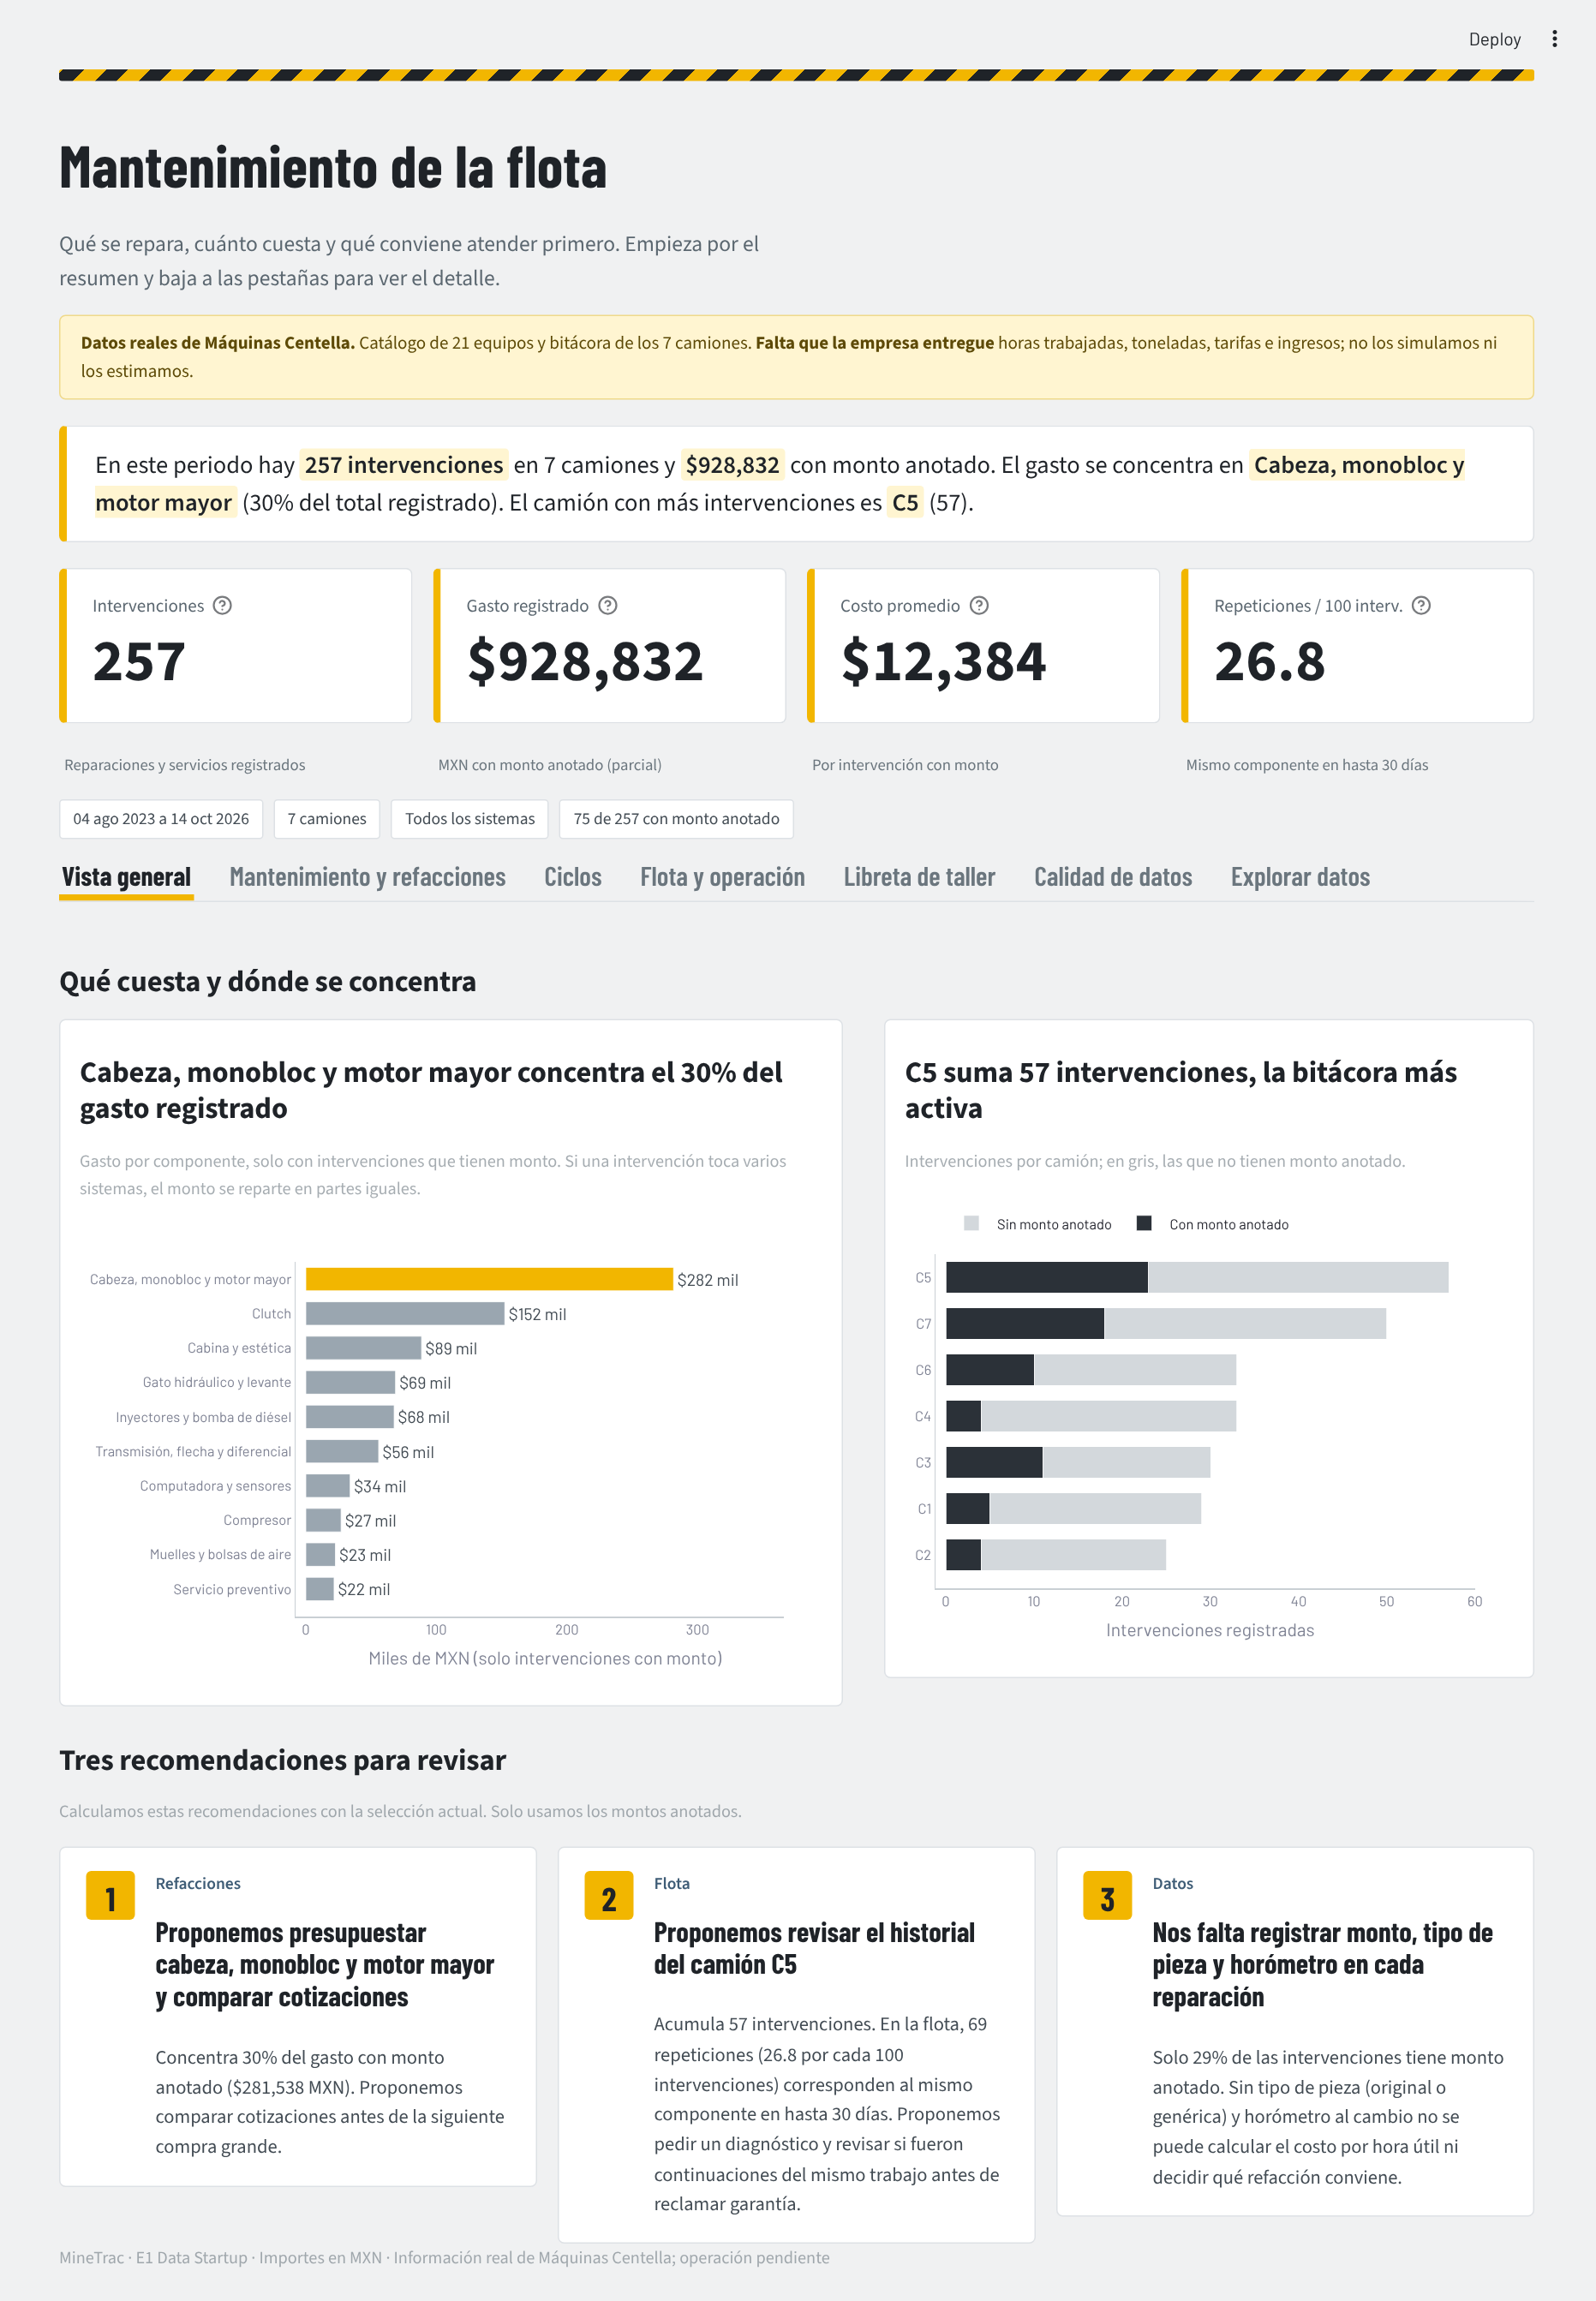 Deploy
Mantenimiento de la flota
Qué se repara, cuánto cuesta y qué conviene atender primero. Empieza por el
resumen y baja a las pestañas para ver el detalle.
Datos reales de Máquinas Centella. Catálogo de 21 equipos y bitácora de los 7 camiones. Falta que la empresa entregue horas trabajadas, toneladas, tarifas e ingresos; no los simulamos ni
los estimamos.
En este periodo hay 257 intervenciones en 7 camiones y $928,832 con monto anotado. El gasto se concentra en Cabeza, monobloc y
motor mayor (30% del total registrado). El camión con más intervenciones es C5 (57).
Intervenciones
257
Reparaciones y servicios registrados
Gasto registrado
$928,832
MXN con monto anotado (parcial)
Costo promedio
$12,384
Por intervención con monto
Repeticiones / 100 interv.
26.8
Mismo componente en hasta 30 días
04 ago 2023 a 14 oct 2026
7 camiones
Todos los sistemas
75 de 257 con monto anotado
Vista general
Mantenimiento y refacciones
Ciclos
Flota y operación
Libreta de taller
Calidad de datos
Explorar datos
Qué cuesta y dónde se concentra
Cabeza, monobloc y motor mayor concentra el 30% del
gasto registrado
Gasto por componente, solo con intervenciones que tienen monto. Si una intervención toca varios
sistemas, el monto se reparte en partes iguales.
Cabeza, monobloc y motor mayor $282 mil
Clutch $152 mil
Cabina y estética $89 mil
Gato hidráulico y levante $69 mil
Inyectores y bomba de diésel $68 mil
Transmisión, flecha y diferencial $56 mil
Computadora y sensores $34 mil
Compresor $27 mil
Muelles y bolsas de aire $23 mil
Servicio preventivo $22 mil
0 100 200 300
Miles de MXN (solo intervenciones con monto)
C5 suma 57 intervenciones, la bitácora más
activa
Intervenciones por camión; en gris, las que no tienen monto anotado.
Sin monto anotado
Con monto anotado
C5
C7
C6
C4
C3
C1
C2
0 10 20 30 40 50 60
Intervenciones registradas
Tres recomendaciones para revisar
Calculamos estas recomendaciones con la selección actual. Solo usamos los montos anotados.
1
Refacciones
Proponemos presupuestar
cabeza, monobloc y motor mayor
y comparar cotizaciones
Concentra 30% del gasto con monto
anotado ($281,538 MXN). Proponemos
comparar cotizaciones antes de la siguiente
compra grande.
2
Flota
Proponemos revisar el historial
del camión C5
Acumula 57 intervenciones. En la flota, 69
repeticiones (26.8 por cada 100
intervenciones) corresponden al mismo
componente en hasta 30 días. Proponemos
pedir un diagnóstico y revisar si fueron
continuaciones del mismo trabajo antes de
reclamar garantía.
3
Datos
Nos falta registrar monto, tipo de
pieza y horómetro en cada
reparación
Solo 29% de las intervenciones tiene monto
anotado. Sin tipo de pieza (original o
genérica) y horómetro al cambio no se
puede calcular el costo por hora útil ni
decidir qué refacción conviene.
MineTrac · E1 Data Startup · Importes en MXN · Información real de Máquinas Centella; operación pendiente